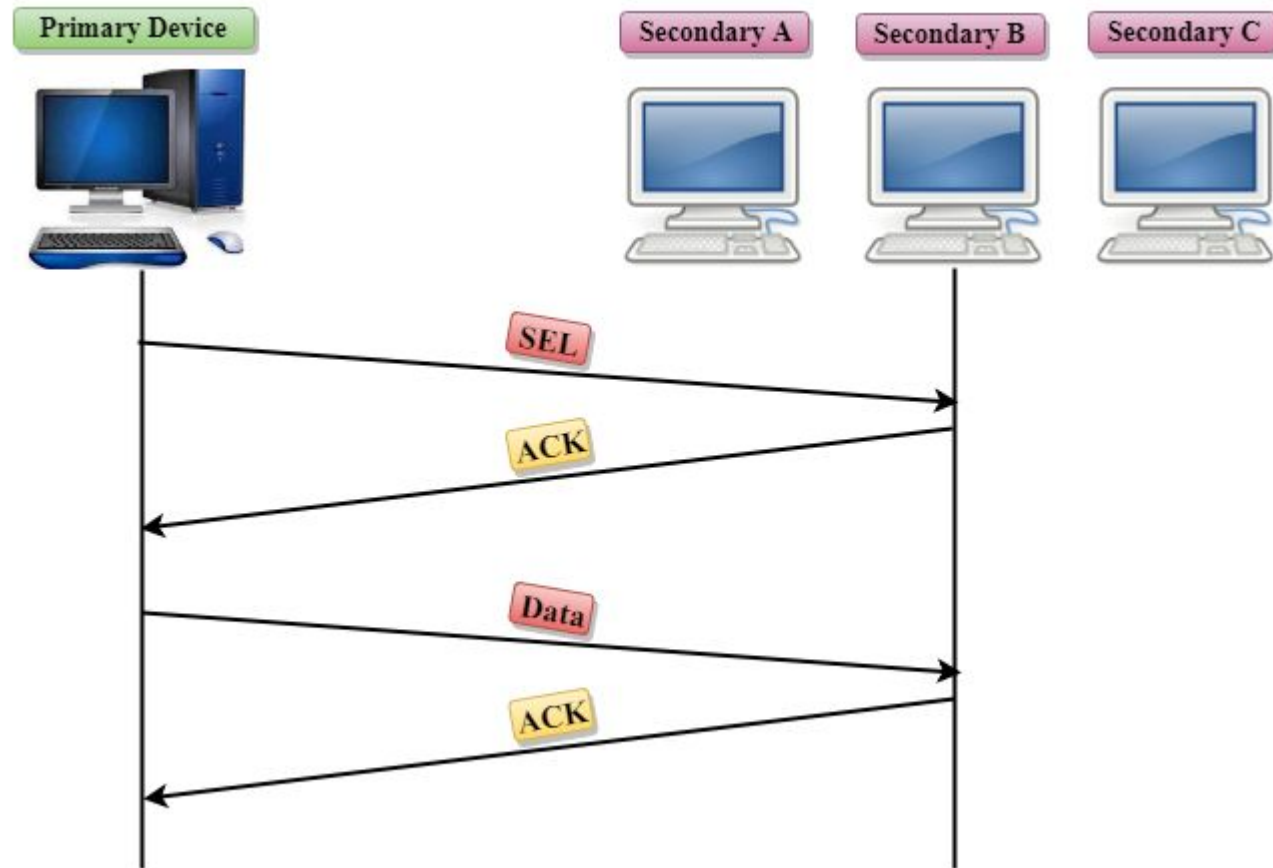 Primary Device
Secondary A
Secondary B
Secondary C
SEL
ACK
Data
ACK